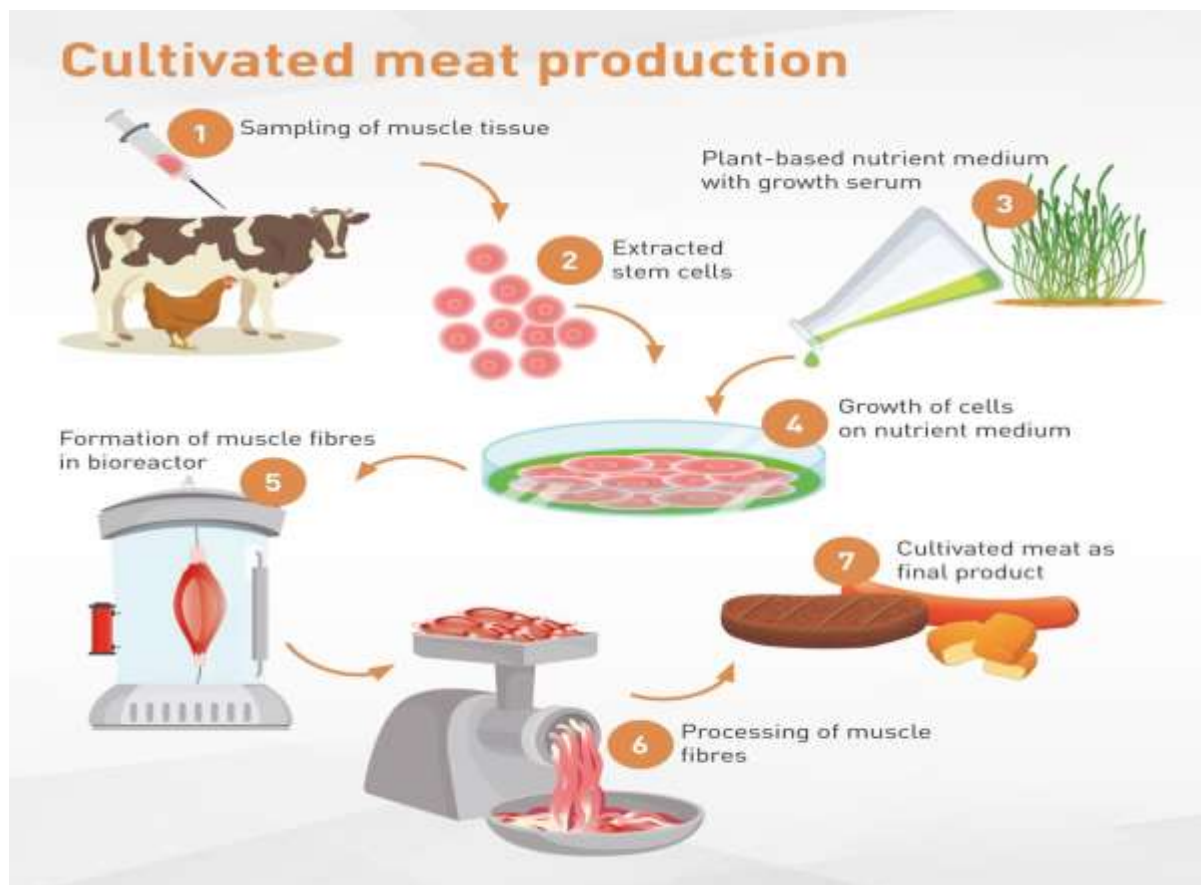 Cultivated meat production
1
Sampling of muscle tissue
2
Extracted
stem cells
Plant-based nutrient medium
with growth serum
3
4
Growth of cells
on nutrient medium
Formation of muscle fibres
in bioreactor
5
6
Processing of muscle
fibres
7
Cultivated meat as
final product